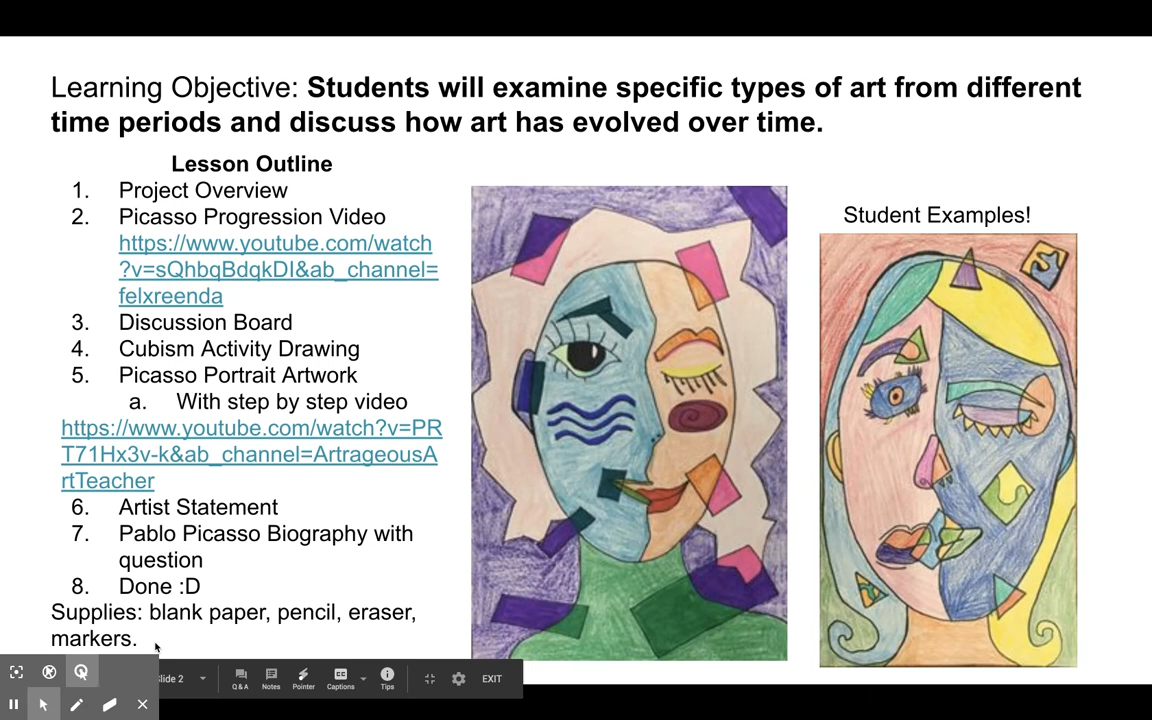 Learning Objective: Students will examine specific types of art from different
time periods and discuss how art has evolved over time.
Lesson Outline
1. Project Overview
2. Picasso Progression Video
https://www.youtube.com/watch
?v=sQhbqBdqkDI&ab_channel=
felxreenda
3. Discussion Board
4. Cubism Activity Drawing
5. Picasso Portrait Artwork
a. With step by step video
https://www.youtube.com/watch?v=PR
T71Hx3v-k&ab_channel=ArtrageousA
rtTeacher
6. Artist Statement
7. Pablo Picasso Biography with
question
8. Done :D
Supplies: blank paper, pencil, eraser,
markers.
Student Examples!
lide 2
Q&A Notes Pointer Captions Tips EXIT